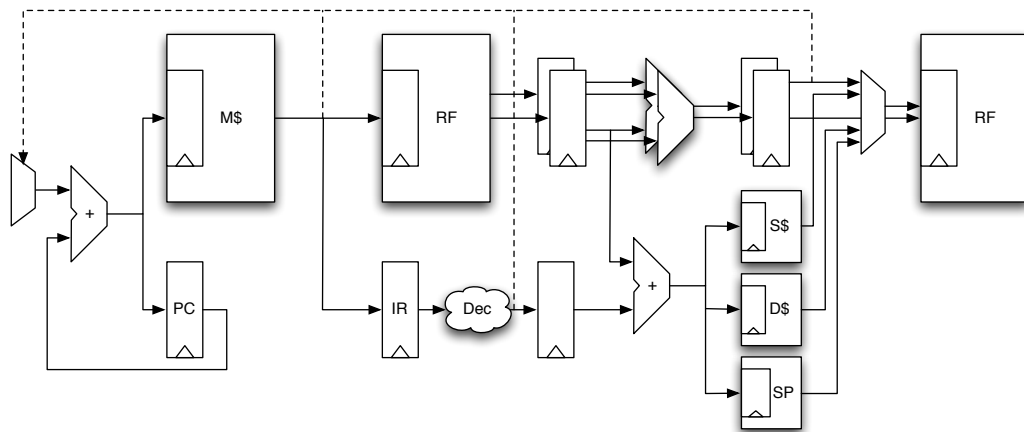 M$
RF
RF
+
S$
+
PC
IR
Dec
D$
SP